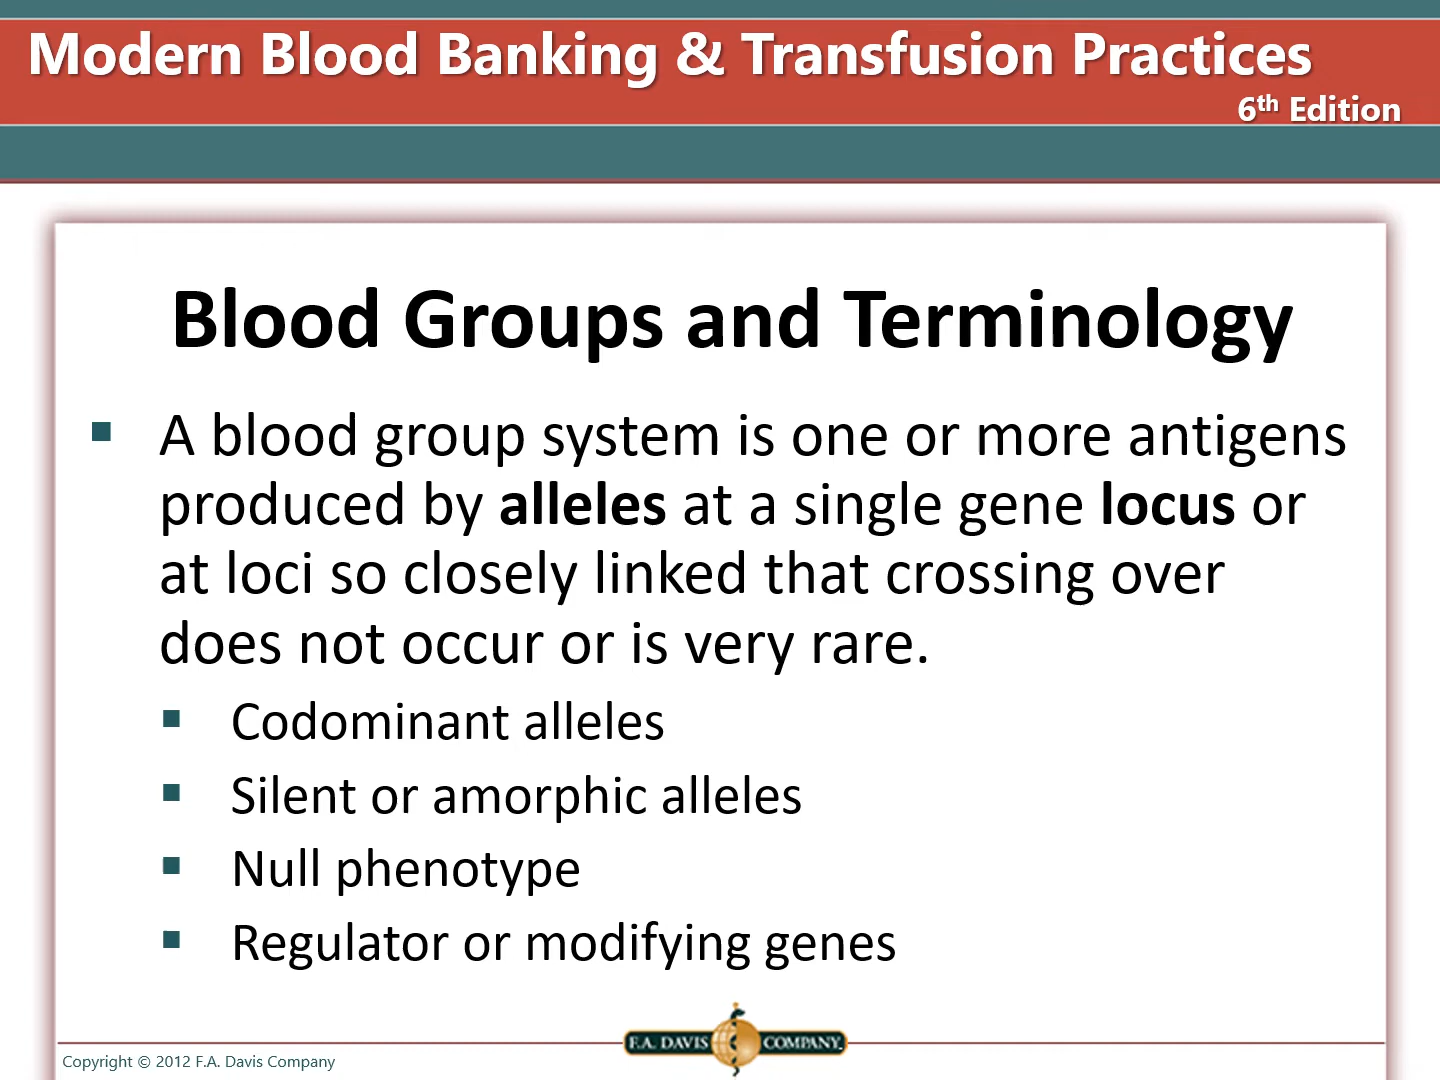 Modern Blood Banking & Transfusion Practices
6th Edition
Blood Groups and Terminology
▪ A blood group system is one or more antigens
produced by alleles at a single gene locus or
at loci so closely linked that crossing over
does not occur or is very rare.
▪ Codominant alleles
▪ Silent or amorphic alleles
▪ Null phenotype
▪ Regulator or modifying genes
F.A. DAVIS COMPANY
Copyright © 2012 F.A. Davis Company